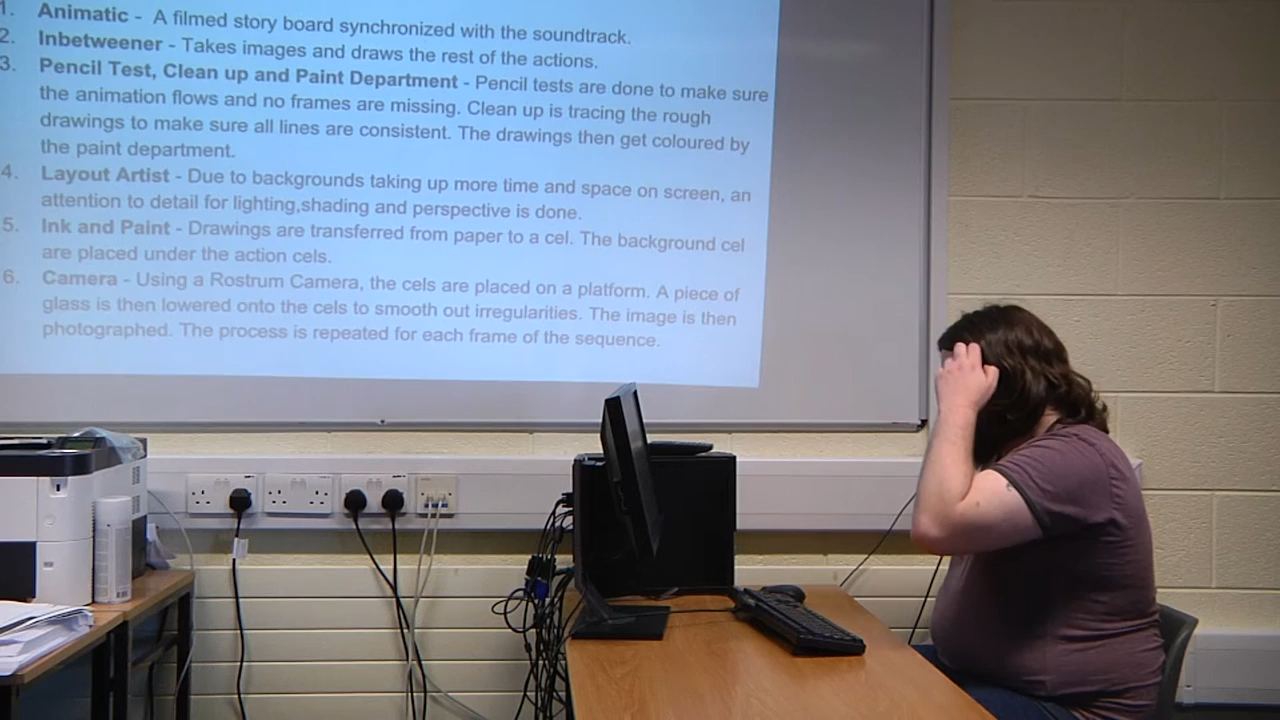 1. Animatic - A filmed story board synchronized with the soundtrack.
2. Inbetweener - Takes images and draws the rest of the actions.
3. Pencil Test, Clean up and Paint Department - Pencil tests are done to make sure
the animation flows and no frames are missing. Clean up is tracing the rough
drawings to make sure all lines are consistent. The drawings then get coloured by
the paint department.
4. Layout Artist - Due to backgrounds taking up more time and space on screen, an
attention to detail for lighting,shading and perspective is done.
5. Ink and Paint - Drawings are transferred from paper to a cel. The background cel
are placed under the action cels.
6. Camera - Using a Rostrum Camera, the cels are placed on a platform. A piece of
glass is then lowered onto the cels to smooth out irregularities. The image is then
photographed. The process is repeated for each frame of the sequence.